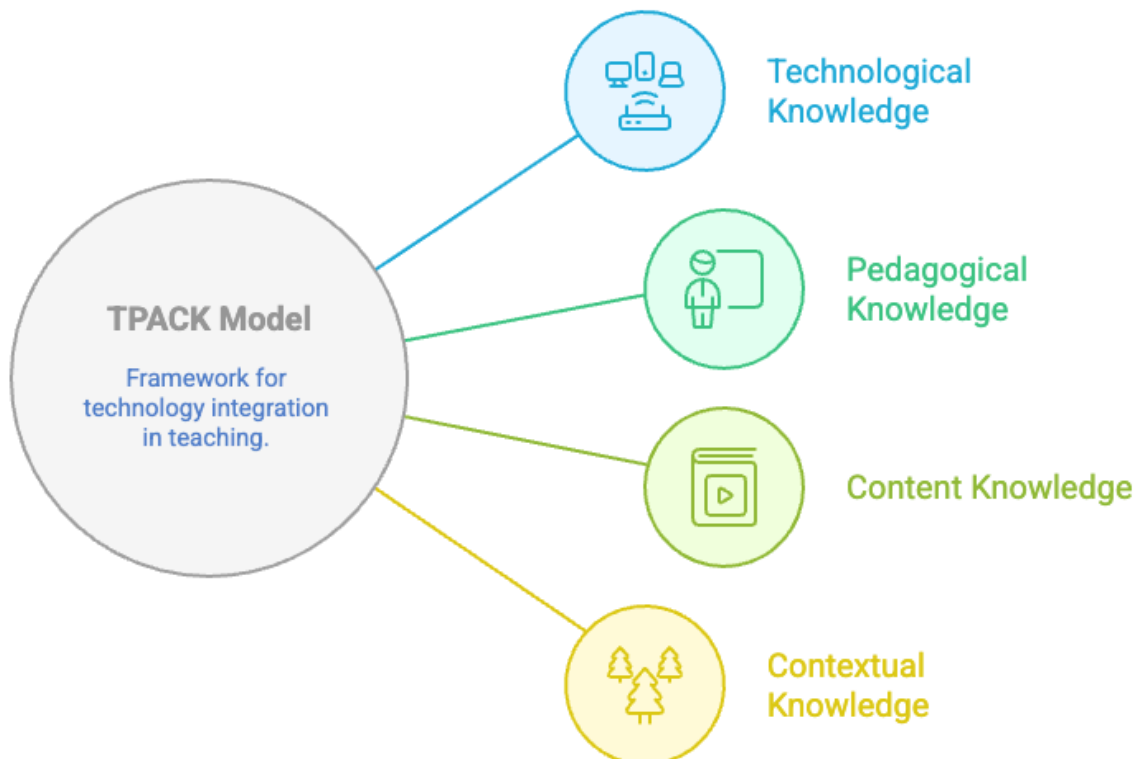 TPACK Model
Framework for
technology integration
in teaching.
Technological
Knowledge
Pedagogical
Knowledge
Content Knowledge
Contextual
Knowledge